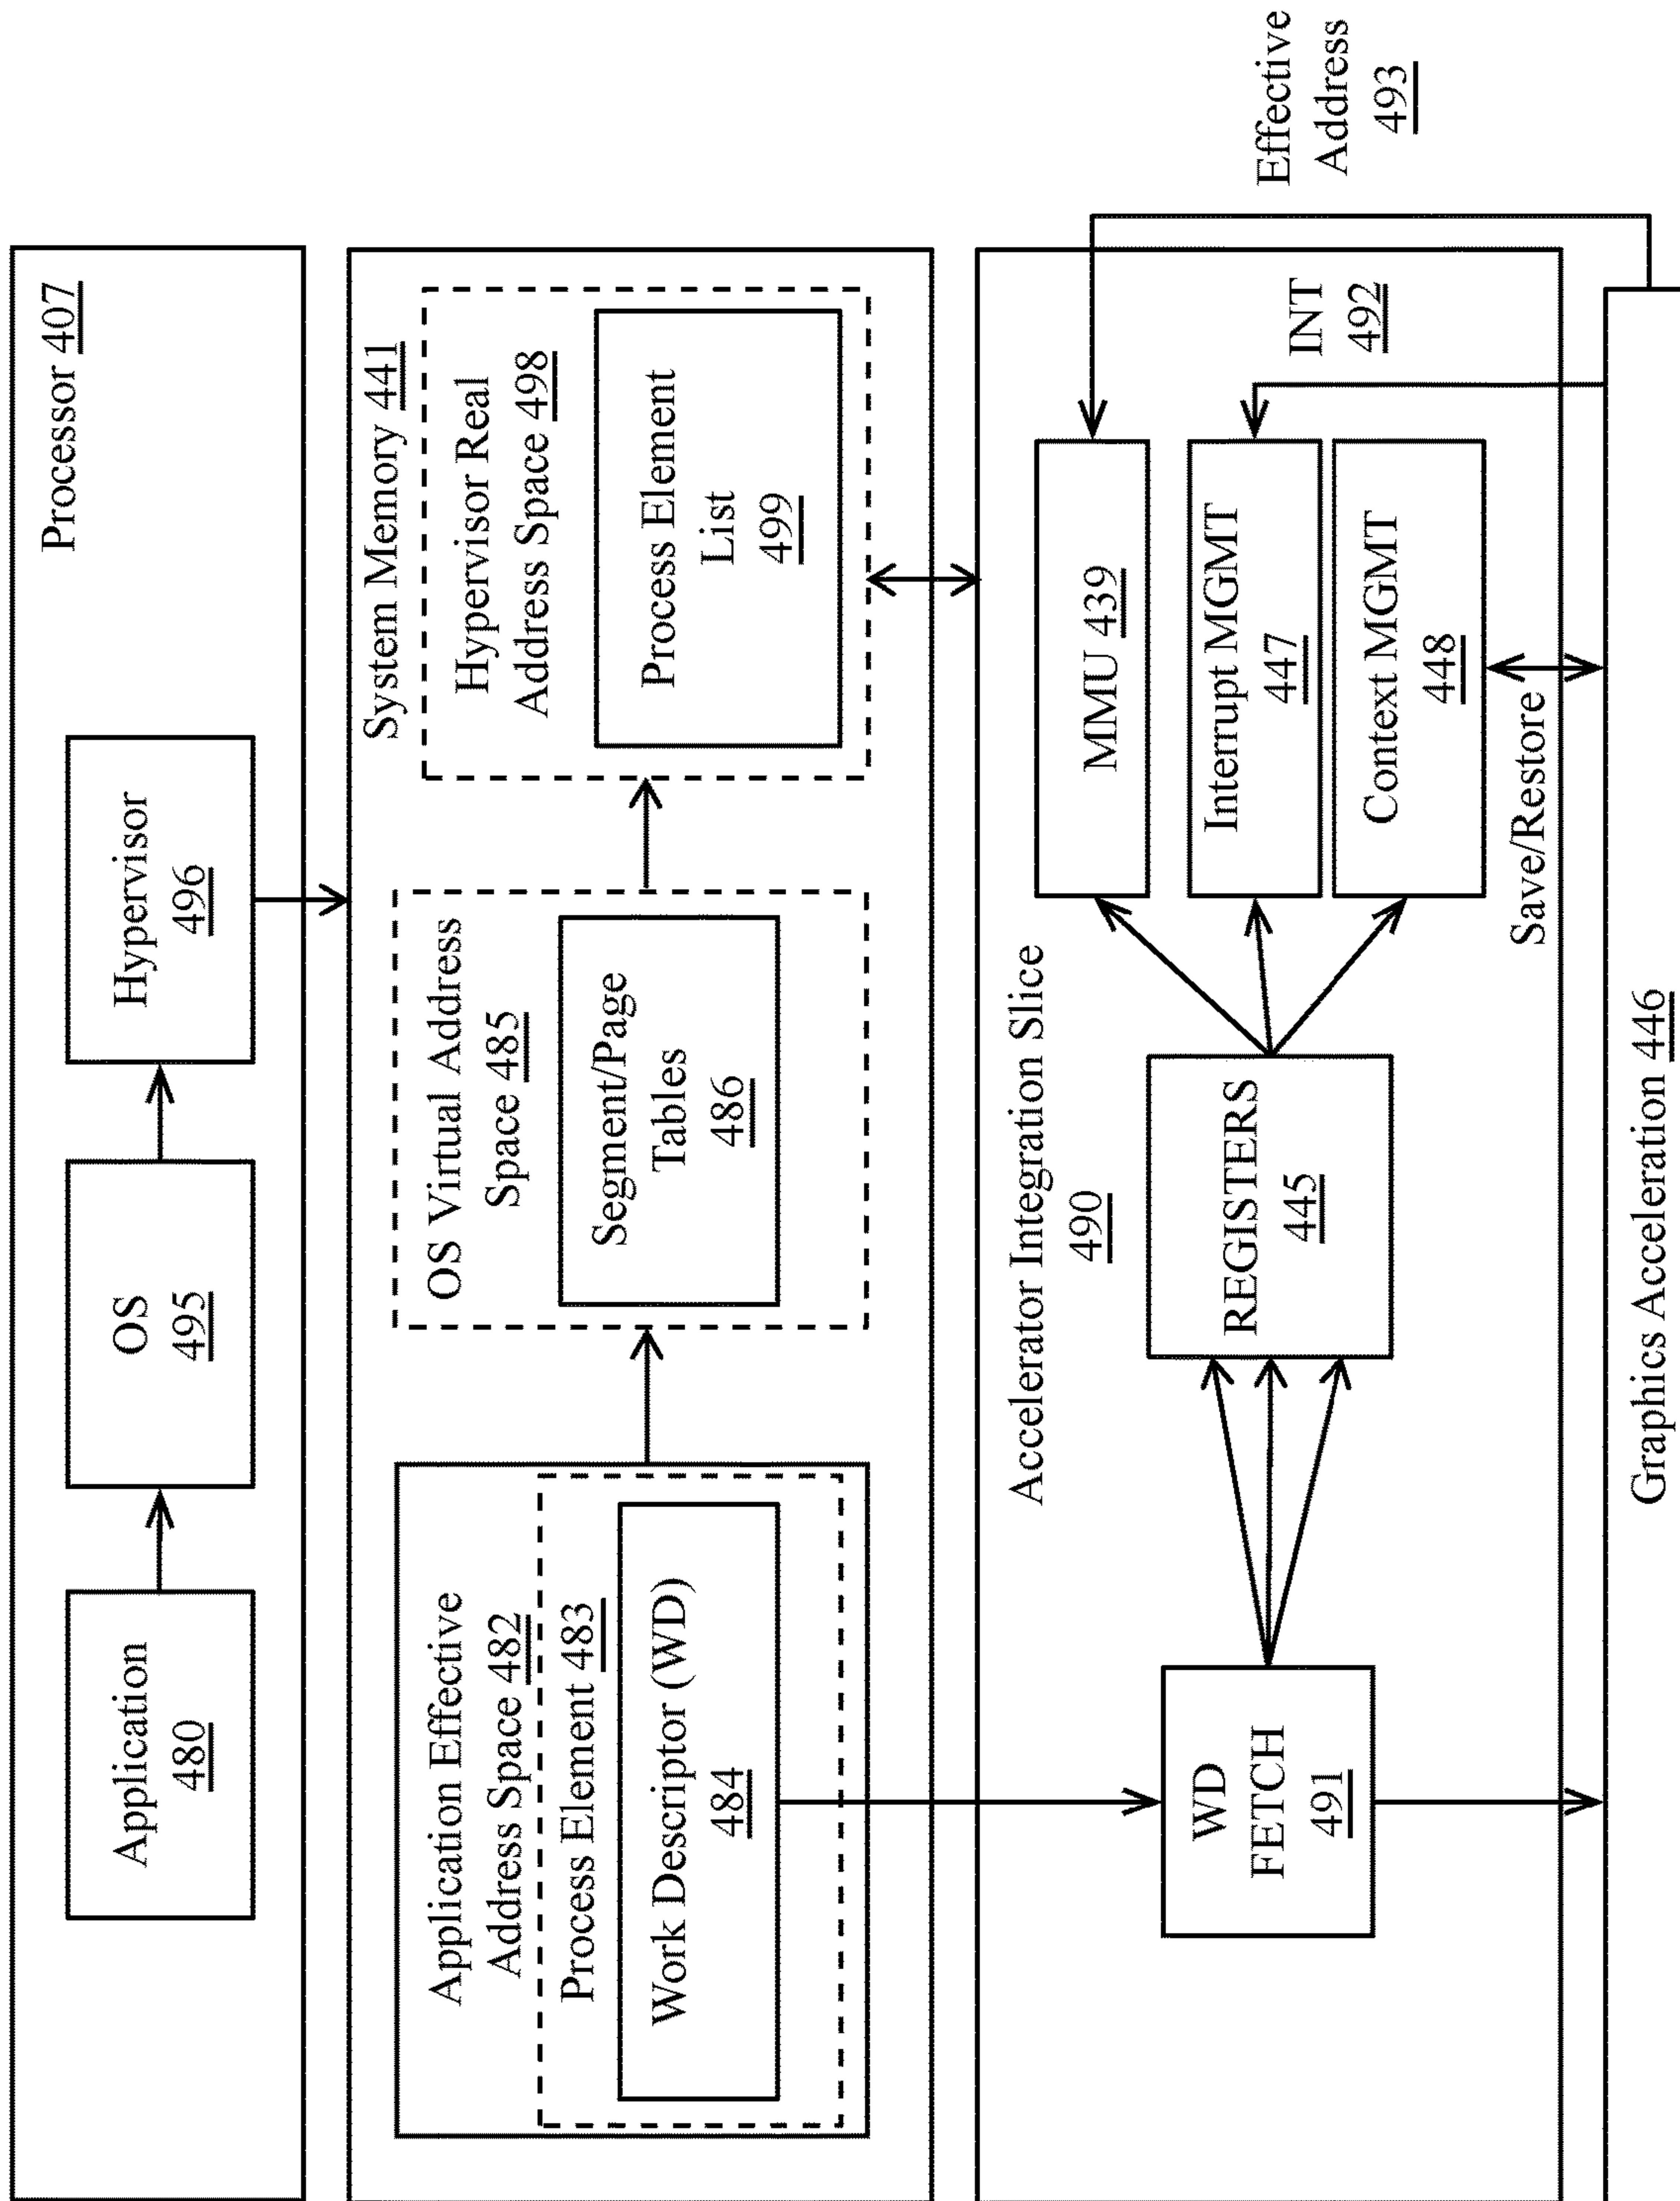 Processor 407
Application
480
OS
495
Hypervisor
496
System Memory 441
Application Effective
Address Space 482
Process Element 483
Work Descriptor (WD)
484
OS Virtual Address
Space 485
Segment/Page
Tables
486
Hypervisor Real
Address Space 498
Process Element
List
499
Accelerator Integration Slice
490
WD
FETCH
491
REGISTERS
445
MMU 439
Interrupt MGMT
447
Context MGMT
448
INT
492
Effective
Address
493
Save/Restore
Graphics Acceleration 446